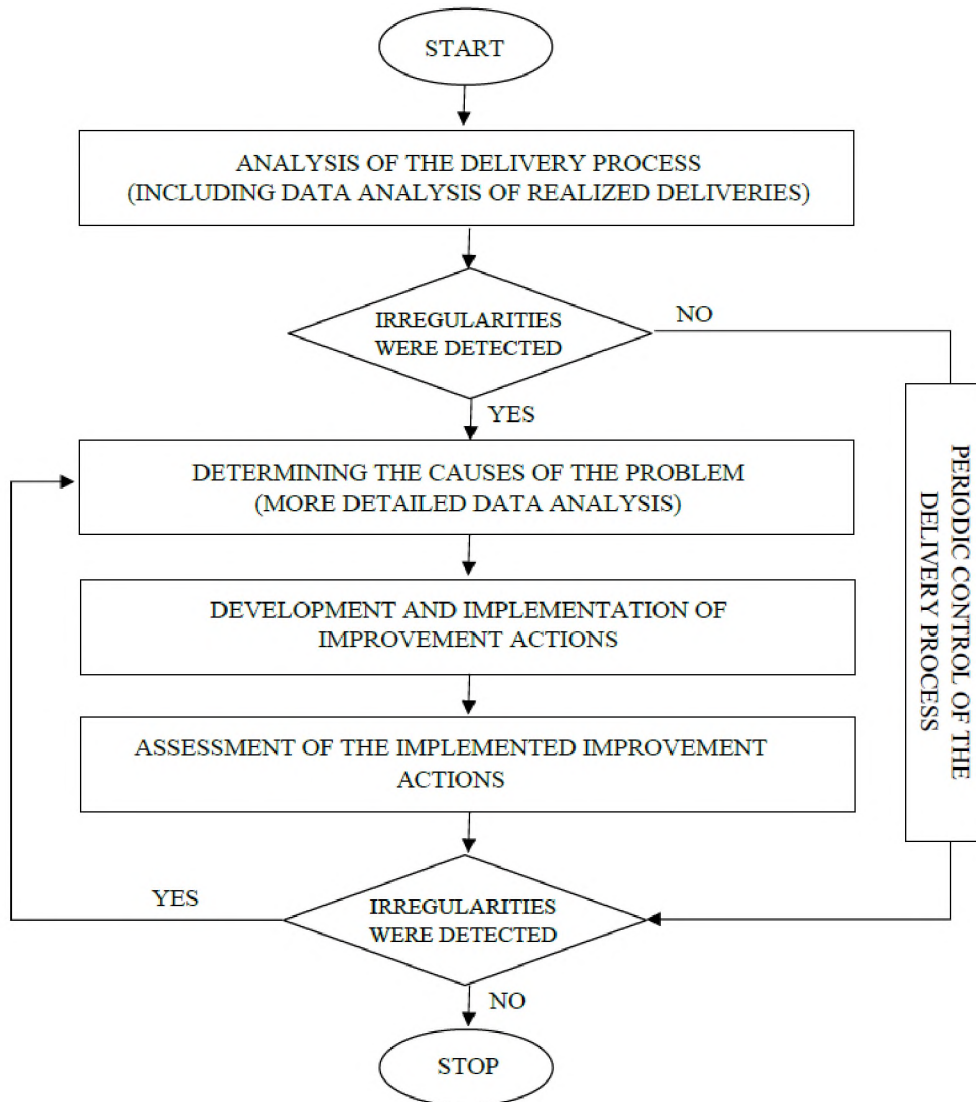 START
ANALYSIS OF THE DELIVERY PROCESS
(INCLUDING DATA ANALYSIS OF REALIZED DELIVERIES)
IRREGULARITIES
WERE DETECTED
NO
YES
DETERMINING THE CAUSES OF THE PROBLEM
(MORE DETAILED DATA ANALYSIS)
PERIODIC CONTROL OF THE
DELIVERY PROCESS
DEVELOPMENT AND IMPLEMENTATION OF
IMPROVEMENT ACTIONS
ASSESSMENT OF THE IMPLEMENTED IMPROVEMENT
ACTIONS
YES
IRREGULARITIES
WERE DETECTED
NO
STOP